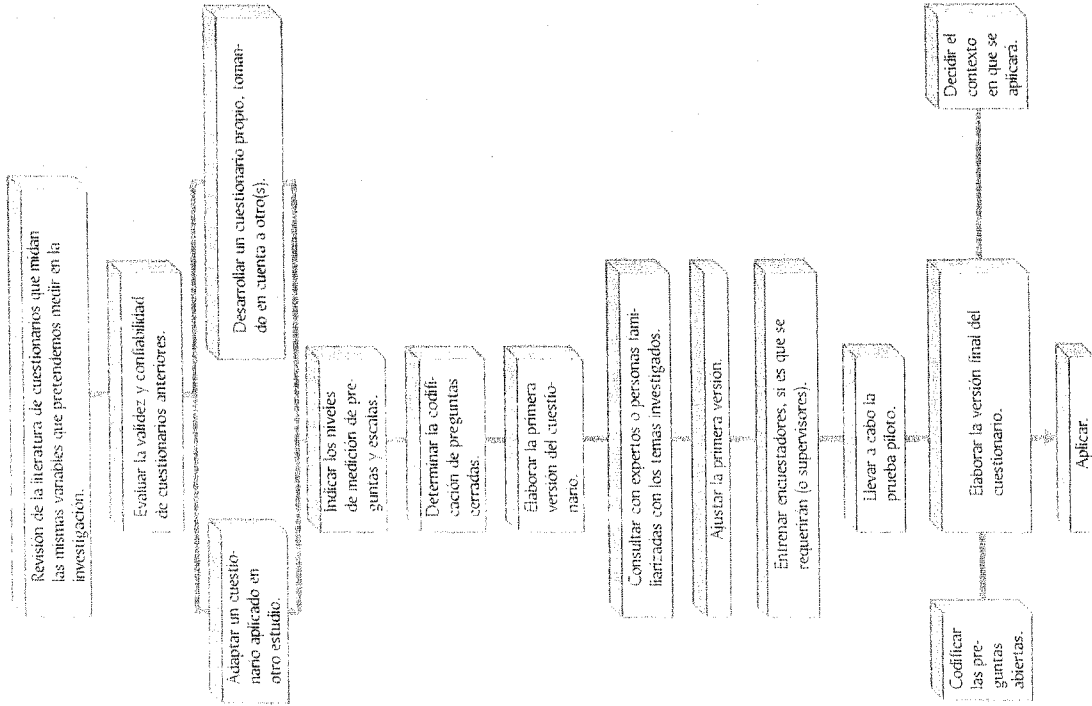 Revisión de la literatura de cuestionarios que midan
las mismas variables que pretendemos medir en la
investigación.
Evaluar la validez y confiabilidad
de cuestionarios anteriores.
Adaptar un cuestio-
nario aplicado en
otro estudio.
Desarrollar un cuestionario propio, toman-
do en cuenta a otro(s).
Indicar los niveles
de medición de pre-
guntas y escalas.
Determinar la codifi-
cación de preguntas
cerradas.
Elaborar la primera
versión del cuestio-
nario.
Consultar con expertos o personas fami-
liarizadas con los temas investigados.
Ajustar la primera versión.
Entrenar encuestadores, si es que se
requerirán (o supervisores).
Llevar a cabo la
prueba piloto.
Codificar
las pre-
guntas
abiertas.
Elaborar la versión final del
cuestionario.
Decidir el
contexto
en que se
aplicará.
Aplicar.